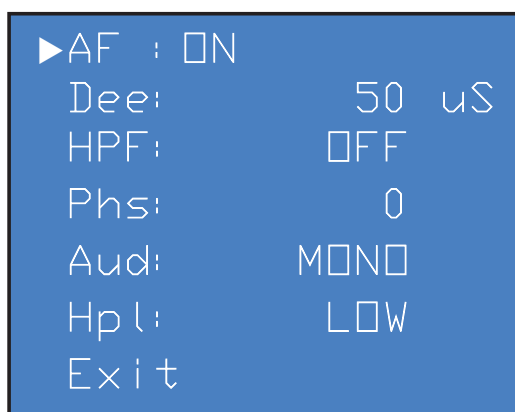 ▶AF : ON
Dee: 50 uS
HPF: OFF
Phs: 0
Aud: MONO
Hpl: LOW
Exit